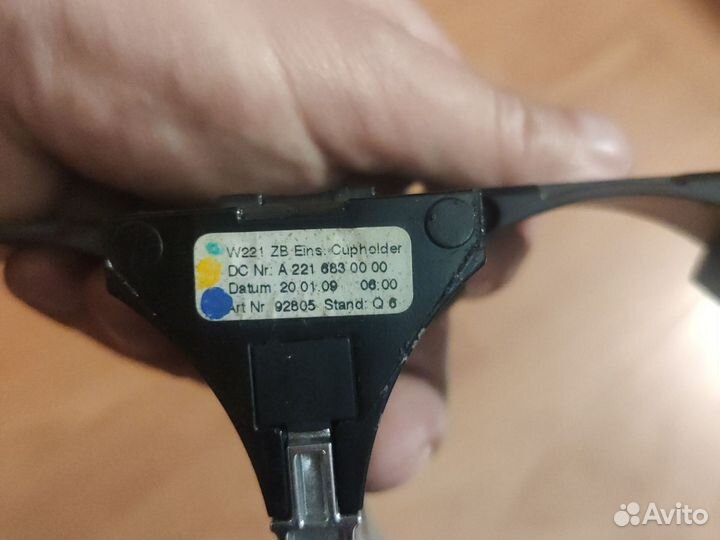 W221 ZB Eins. Cupholder
DC Nr. A 221 683 00 00
Datum: 20.01.09 06:00
Art Nr 92805 Stand: Q 6
Avito